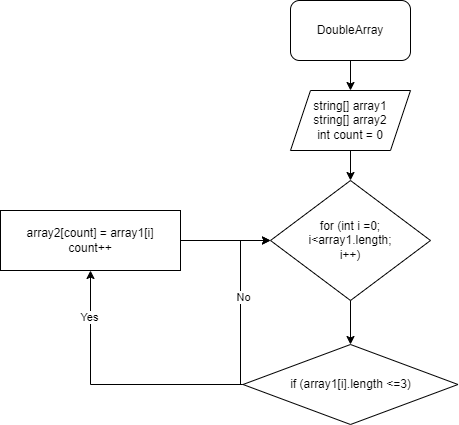 DoubleArray
string[] array1
string[] array2
int count = 0
for (int i =0;
i<array1.length;
i++)
array2[count] = array1[i]
count++
No
Yes
if (array1[i].length <=3)